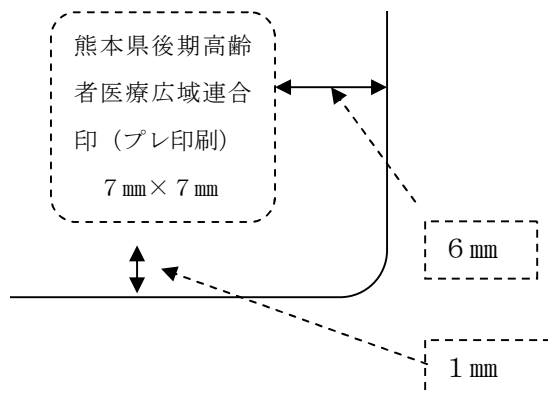 熊本県後期高齢
者医療広域連合
印（プレ印刷）
７㎜×７㎜
６㎜
１㎜